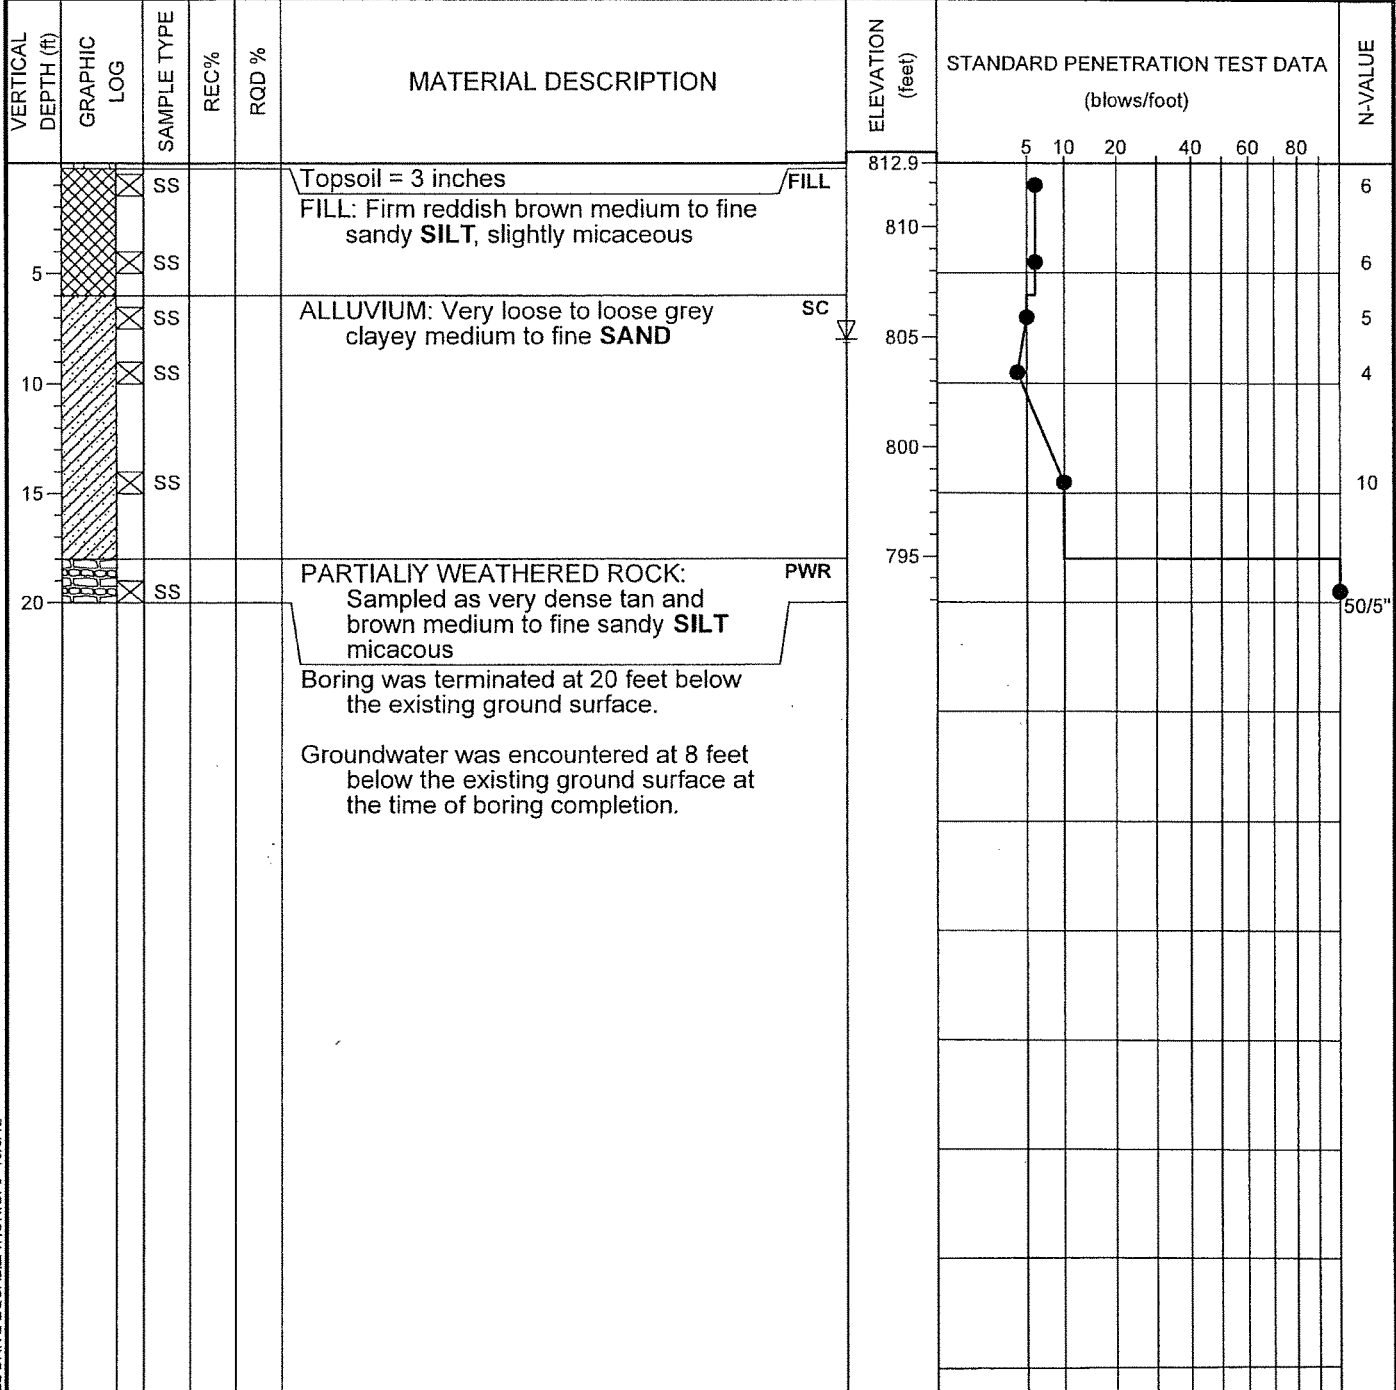 VERTICAL DEPTH (ft)
GRAPHIC LOG
SAMPLE TYPE
REC%
RQD %
MATERIAL DESCRIPTION
ELEVATION (feet)
STANDARD PENETRATION TEST DATA
(blows/foot)
N-VALUE
5 10 20 40 60 80
812.9
SS
Topsoil = 3 inches
FILL
6
FILL: Firm reddish brown medium to fine
sandy SILT, slightly micaceous
810
5
SS
6
SS
ALLUVIUM: Very loose to loose grey
clayey medium to fine SAND
SC
805
5
10
SS
4
800
15
SS
10
795
PARTIALIY WEATHERED ROCK:
PWR
20
SS
Sampled as very dense tan and
brown medium to fine sandy SILT
micacous
50/5"
Boring was terminated at 20 feet below
the existing ground surface.
Groundwater was encountered at 8 feet
below the existing ground surface at
the time of boring completion.